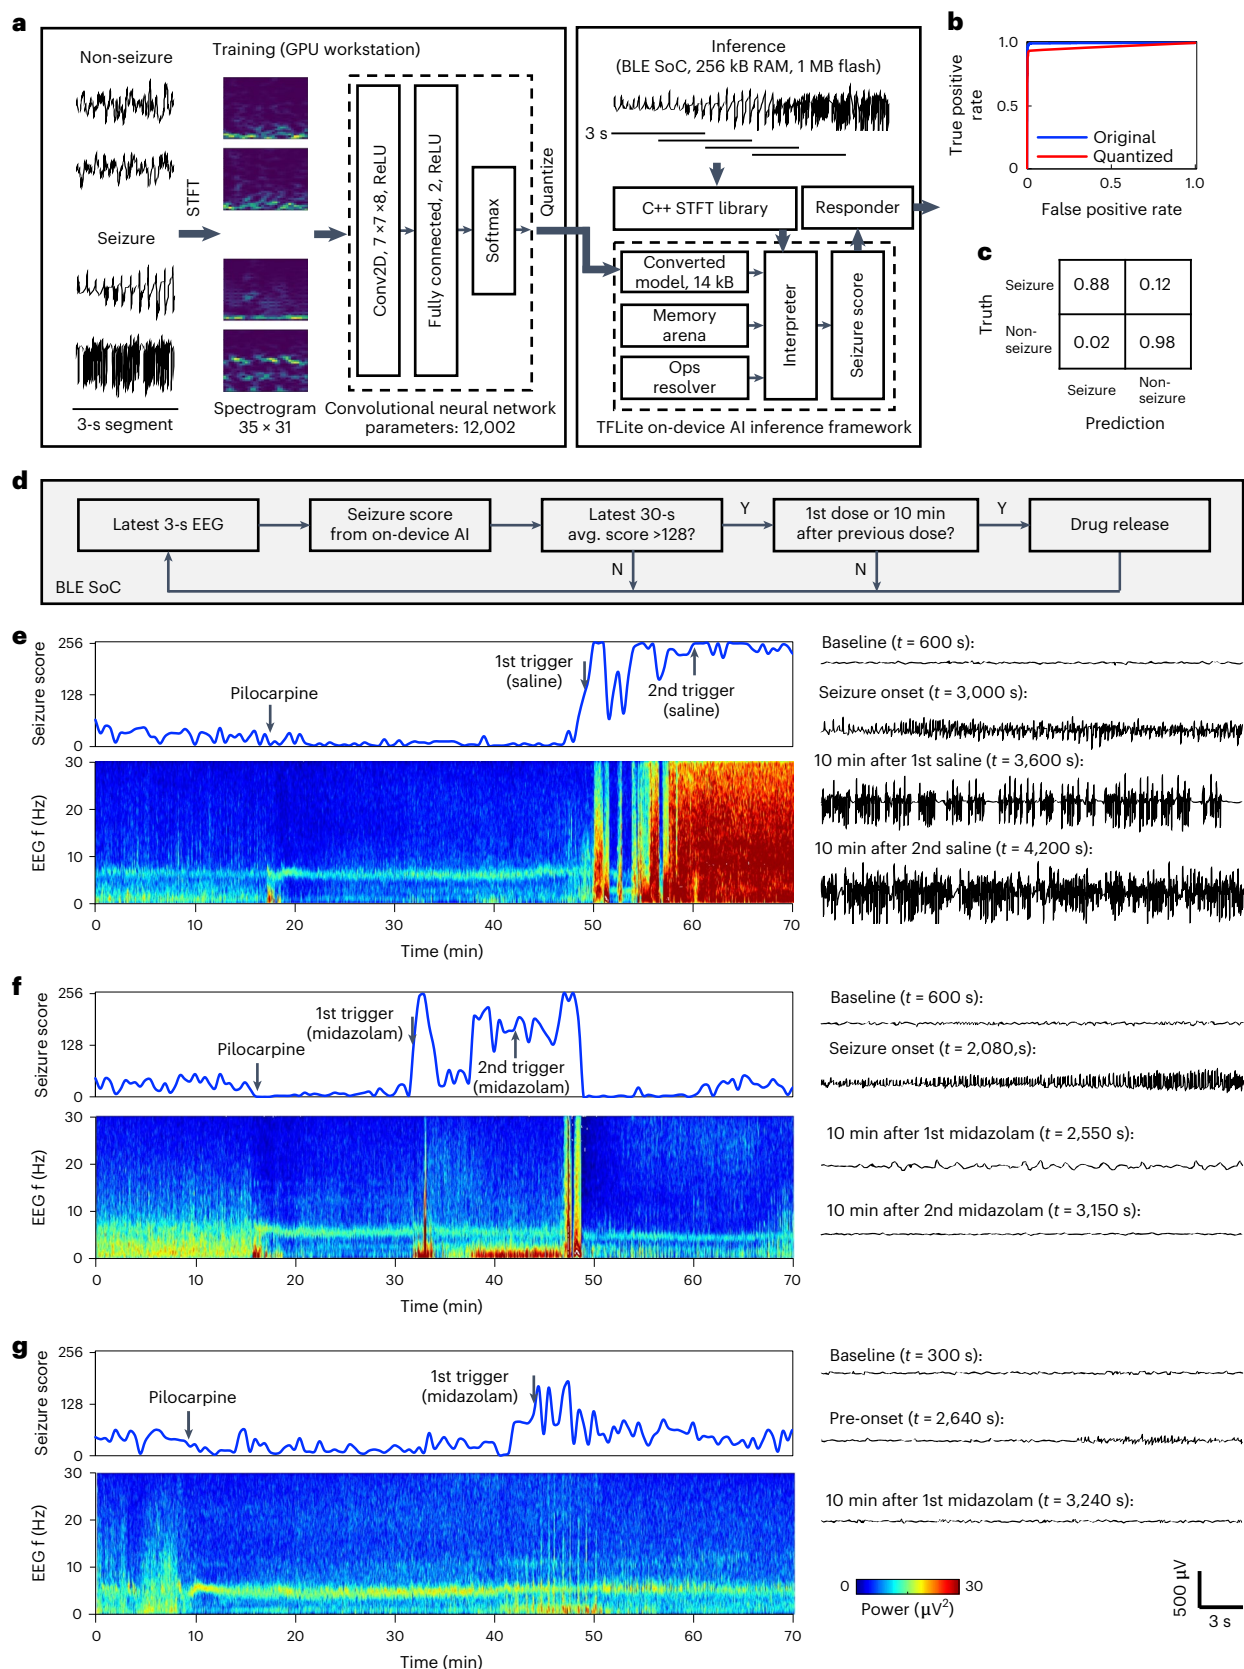 a
Training (GPU workstation)
Non-seizure
Seizure
STFT
3-s segment
Spectrogram
35 × 31
Conv2D, 7 ×7 ×8, ReLU
Fully connected, 2, ReLU
Softmax
Convolutional neural network
parameters: 12,002
Quantize
Inference
(BLE SoC, 256 kB RAM, 1 MB flash)
3 s
C++ STFT library
Responder
Converted
model, 14 kB
Memory
arena
Ops
resolver
Interpreter
Seizure score
TFLite on-device AI inference framework
b
True positive
rate
1.0
0.5
0
Original
Quantized
0
0.5
1.0
False positive rate
c
Truth
Seizure
0.88
0.12
Non-
seizure
0.02
0.98
Seizure
Non-
seizure
Prediction
d
Latest 3-s EEG
Seizure score
from on-device AI
Latest 30-s
avg. score >128?
Y
1st dose or 10 min
after previous dose?
Y
Drug release
N
N
BLE SoC
e
Seizure score
256
128
0
Pilocarpine
1st trigger
(saline)
2nd trigger
(saline)
EEG f (Hz)
30
20
10
0
0
10
20
30
40
50
60
70
Time (min)
Baseline (t = 600 s):
Seizure onset (t = 3,000 s):
10 min after 1st saline (t = 3,600 s):
10 min after 2nd saline (t = 4,200 s):
f
Seizure score
256
128
0
Pilocarpine
1st trigger
(midazolam)
2nd trigger
(midazolam)
EEG f (Hz)
30
20
10
0
0
10
20
30
40
50
60
70
Time (min)
Baseline (t = 600 s):
Seizure onset (t = 2,080,s):
10 min after 1st midazolam (t = 2,550 s):
10 min after 2nd midazolam (t = 3,150 s):
g
Seizure score
256
128
0
Pilocarpine
1st trigger
(midazolam)
EEG f (Hz)
30
20
10
0
0
10
20
30
40
50
60
70
Time (min)
Baseline (t = 300 s):
Pre-onset (t = 2,640 s):
10 min after 1st midazolam (t = 3,240 s):
0
30
Power (μV²)
500 μV
3 s